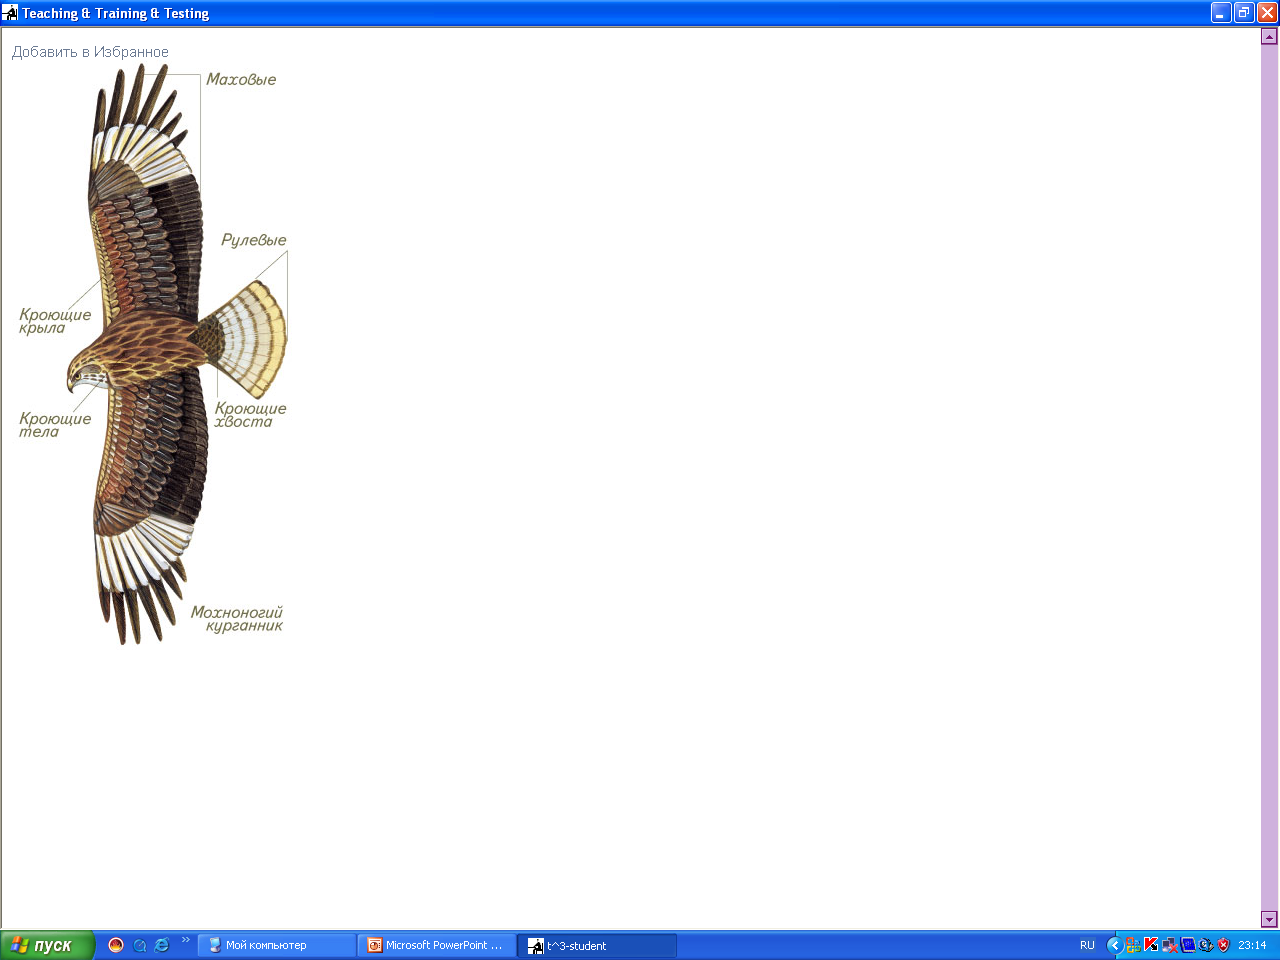 Teaching & Training & Testing
Добавить в Избранное
Маховые
Рулевые
Кроющие
крыла
Кроющие
хвоста
Кроющие
тела
Мохноногий
курганник
пуск
Мой компьютер
Microsoft PowerPoint ...
t^3-student
RU
23:14